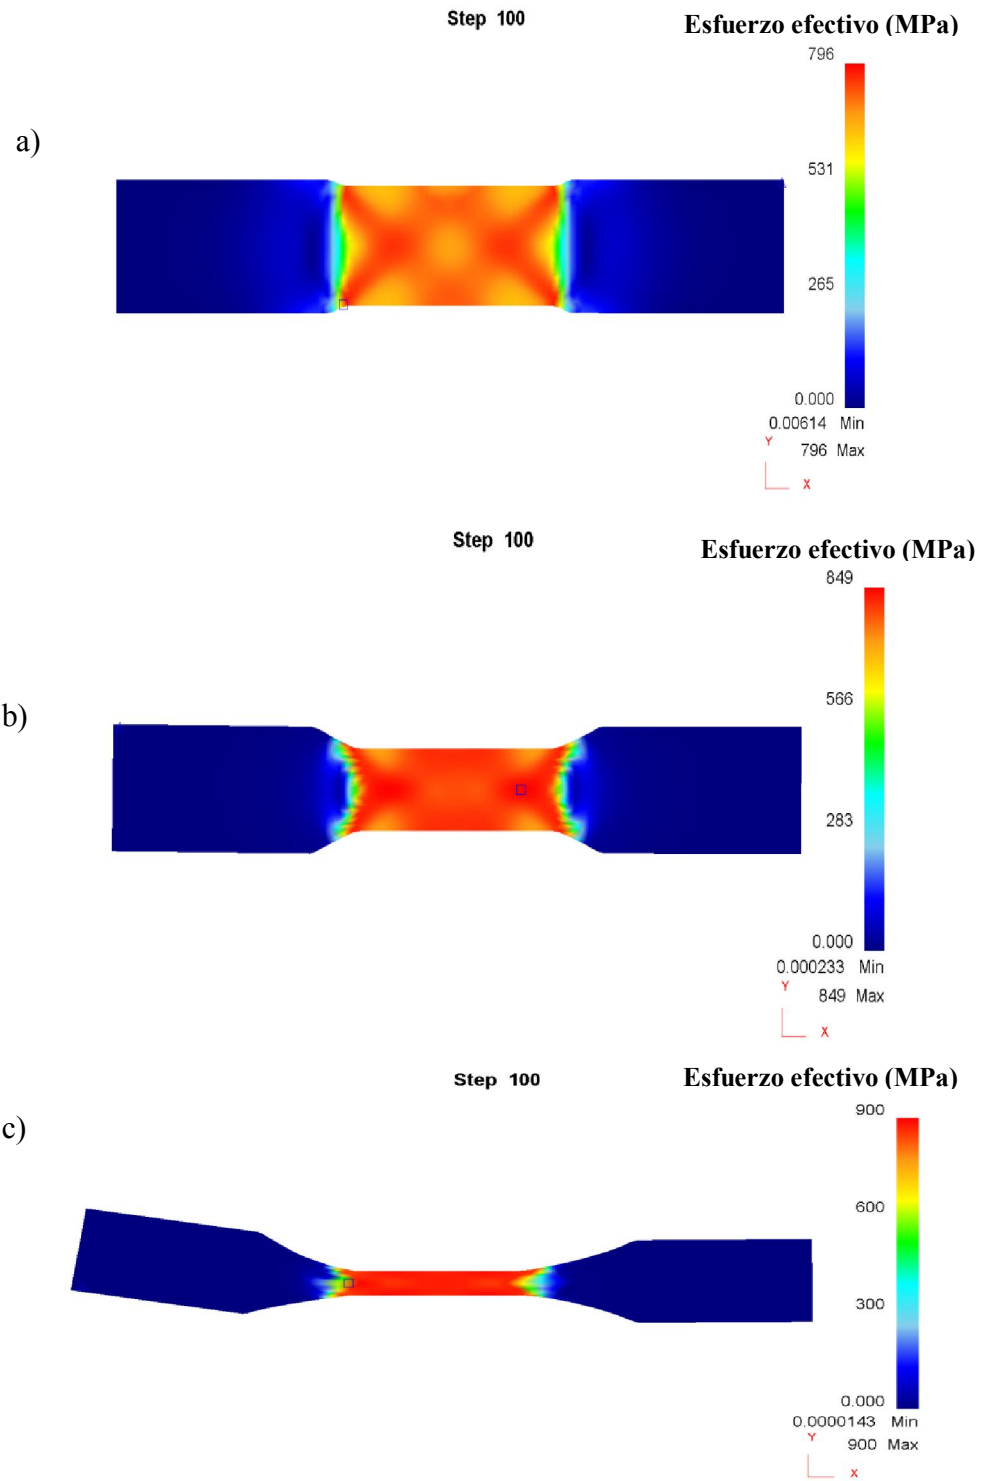 Step 100
Esfuerzo efectivo (MPa)
796
a)
531
265
0.000
0.00614 Min
Y
796 Max
X
Step 100
Esfuerzo efectivo (MPa)
849
566
b)
283
0.000
0.000233 Min
Y
849 Max
X
Step 100
Esfuerzo efectivo (MPa)
900
c)
600
300
0.000
0.0000143 Min
Y
900 Max
X